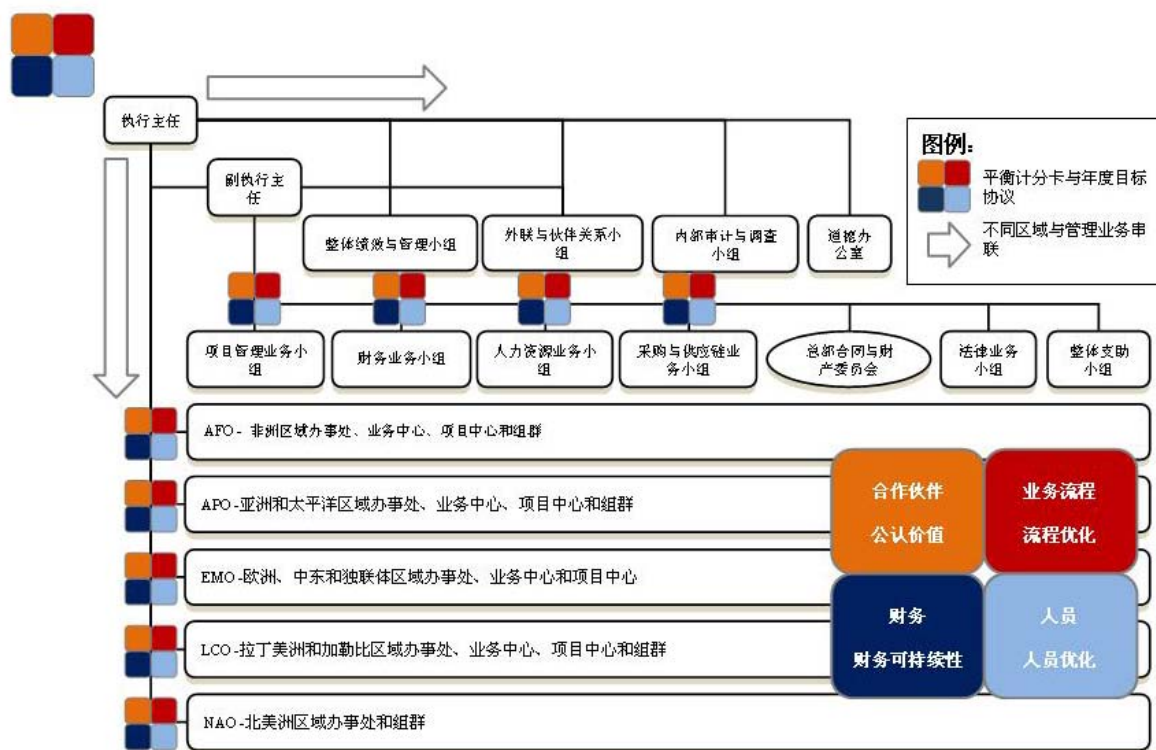 执行主任
副执行主
任
整体绩效与管理小组
外联与伙伴关系小
组
内部审计与调查
小组
道德办
公室
图例：
平衡计分卡与年度目标
协议
不同区域与管理业务串
联
项目管理业务小
组
财务业务小组
人力资源业务小
组
采购与供应链业
务小组
总部合同与财
产委员会
法律业务
小组
整体支助
小组
AFO- 非洲区域办事处、业务中心、项目中心和组群
APO-亚洲和太平洋区域办事处、业务中心、项目中心和组群
EMO-欧洲、中东和独联体区域办事处、业务中心和项目中心
LCO-拉丁美洲和加勒比区域办事处、业务中心、项目中心和组群
NAO-北美洲区域办事处和组群
合作伙伴
公认价值
业务流程
流程优化
财务
财务可持续性
人员
人员优化